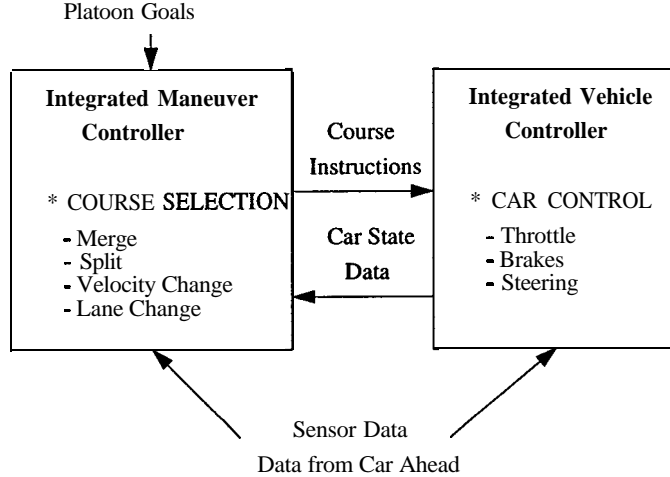 Platoon Goals
Integrated Maneuver
Controller
* COURSE SELECTION
- Merge
- Split
- Velocity Change
- Lane Change
Course
Instructions
Car State
Data
Integrated Vehicle
Controller
* CAR CONTROL
- Throttle
- Brakes
- Steering
Sensor Data
Data from Car Ahead